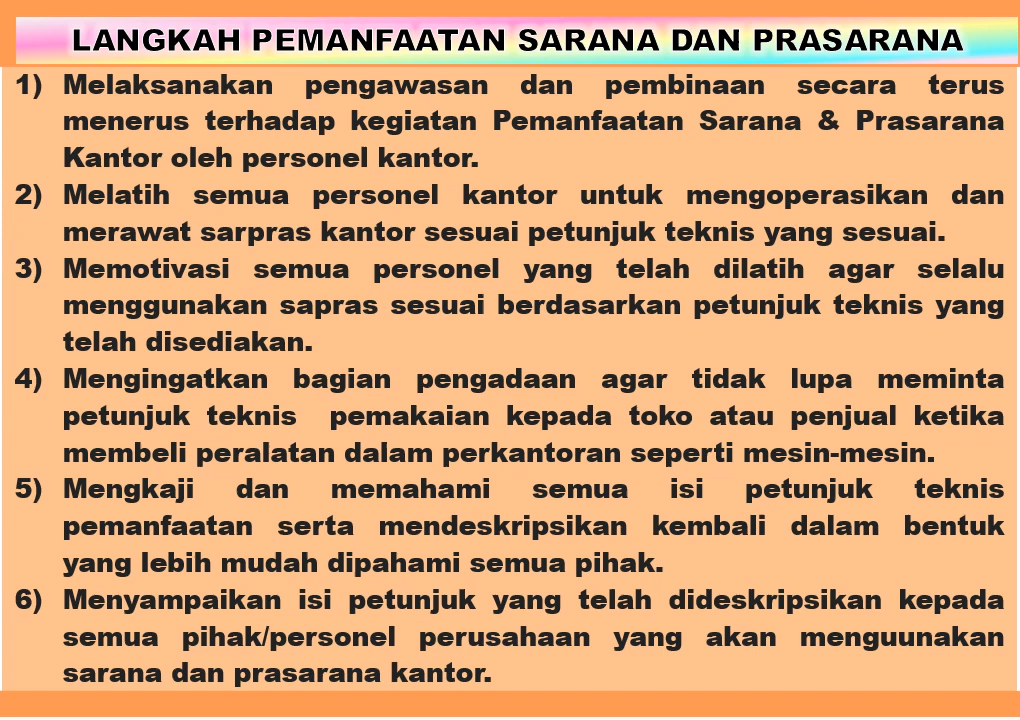 LANGKAH PEMANFAATAN SARANA DAN PRASARANA
1) Melaksanakan pengawasan dan pembinaan secara terus
menerus terhadap kegiatan Pemanfaatan Sarana & Prasarana
Kantor oleh personel kantor.
2) Melatih semua personel kantor untuk mengoperasikan dan
merawat sarpras kantor sesuai petunjuk teknis yang sesuai.
3) Memotivasi semua personel yang telah dilatih agar selalu
menggunakan sapras sesuai berdasarkan petunjuk teknis yang
telah disediakan.
4) Mengingatkan bagian pengadaan agar tidak lupa meminta
petunjuk teknis pemakaian kepada toko atau penjual ketika
membeli peralatan dalam perkantoran seperti mesin-mesin.
5) Mengkaji dan memahami semua isi petunjuk teknis
pemanfaatan serta mendeskripsikan kembali dalam bentuk
yang lebih mudah dipahami semua pihak.
6) Menyampaikan isi petunjuk yang telah dideskripsikan kepada
semua pihak/personel perusahaan yang akan menguunakan
sarana dan prasarana kantor.